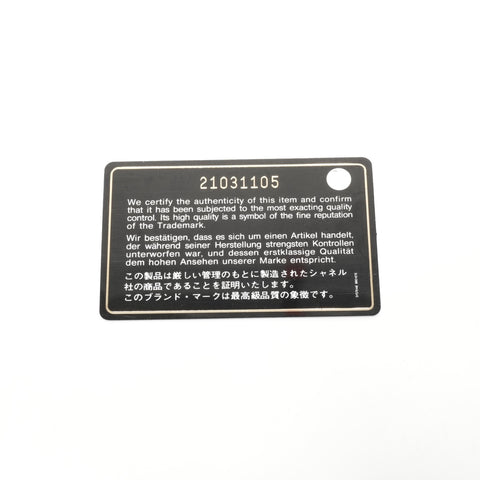 21031105
We certify the authenticity of this item and confirm
that it has been subjected to the most exacting quality
control. Its high quality is a symbol of the fine reputation
of the Trademark.
Wir bestätigen, dass es sich um einen Artikel handelt,
der während seiner Herstellung strengsten Kontrollen
unterworfen war, und dessen erstklassige Qualität
dem hohen Ansehen unserer Marke entspricht.
この製品は厳しい管理のもとに製造されたシャネル
社の商品であることを証明いたします。
このブランド・マークは最高級品質の象徴です。